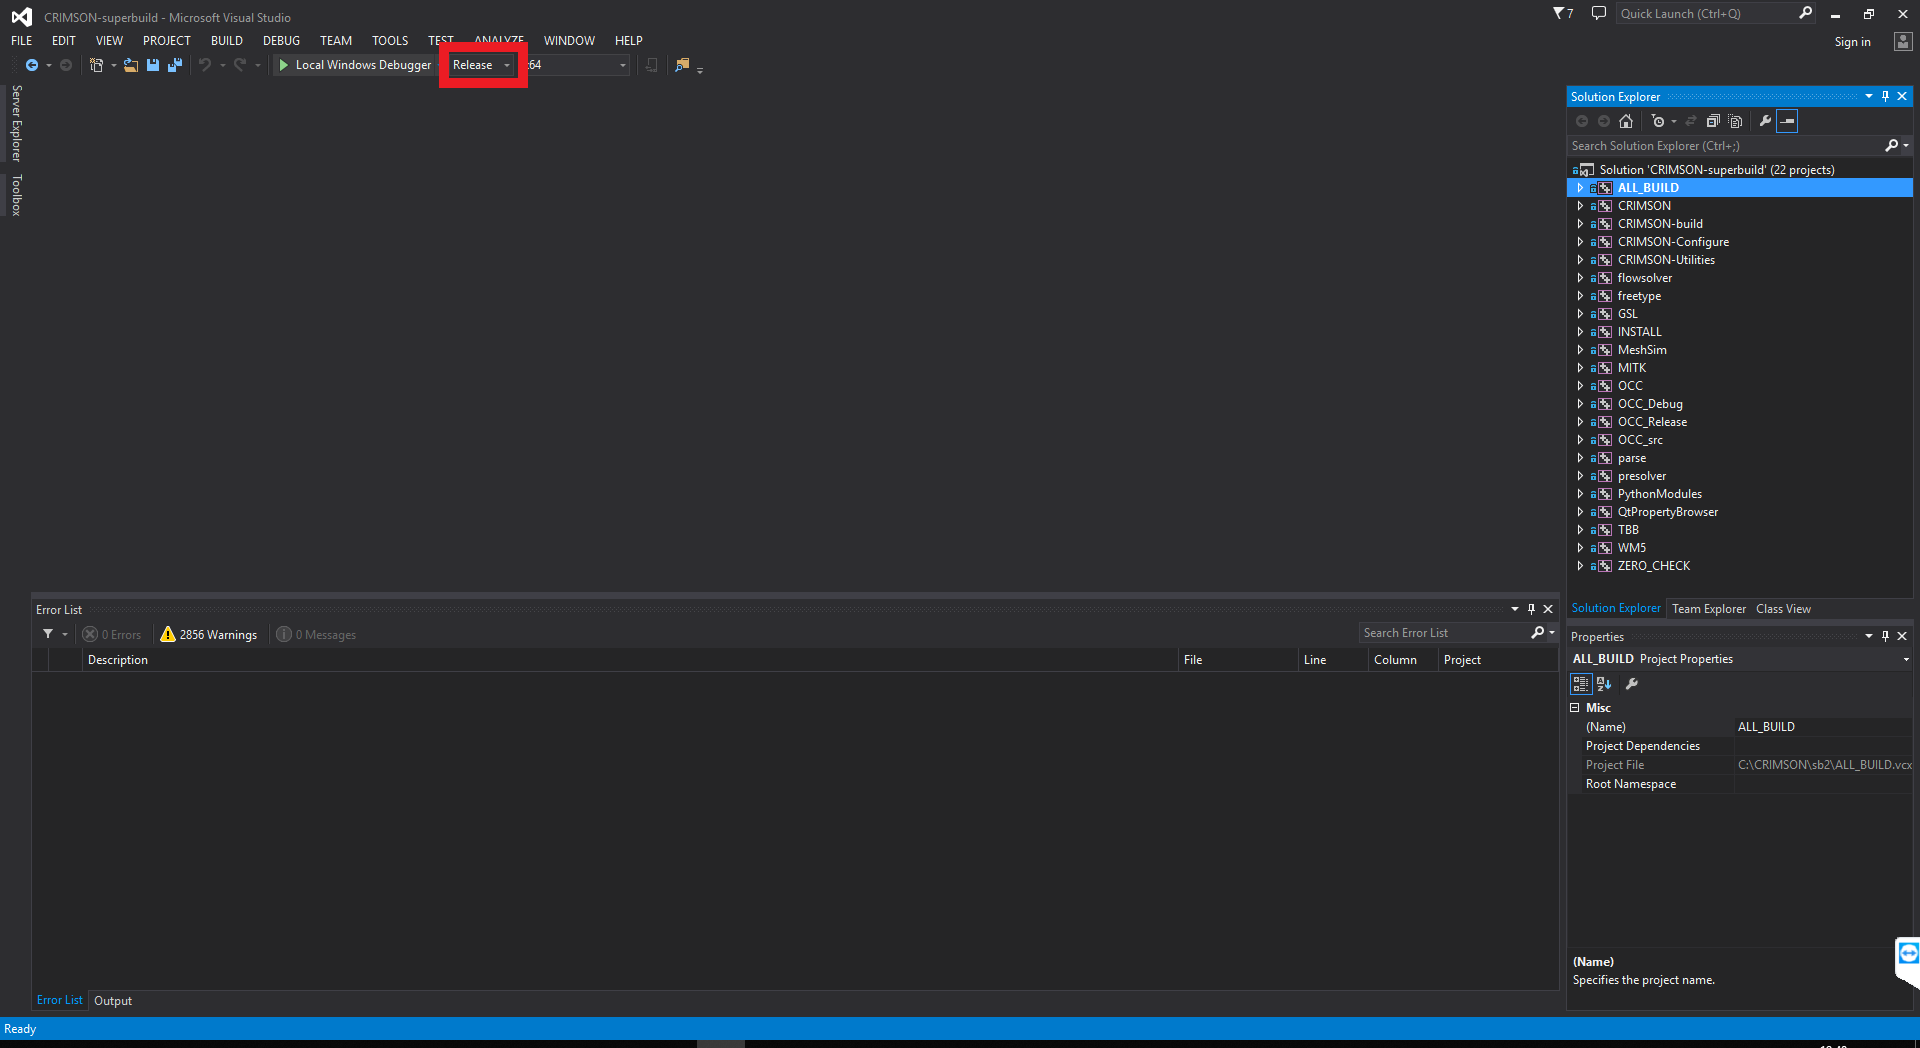 CRIMSON-superbuild - Microsoft Visual Studio
7
Quick Launch (Ctrl+Q)
FILE EDIT VIEW PROJECT BUILD DEBUG TEAM TOOLS TEST ANALYZE WINDOW HELP
Sign in
Local Windows Debugger Release 64
Server Explorer
Toolbox
Solution Explorer
Search Solution Explorer (Ctrl+;)
Solution 'CRIMSON-superbuild' (22 projects)
ALL_BUILD
CRIMSON
CRIMSON-build
CRIMSON-Configure
CRIMSON-Utilities
flowsolver
freetype
GSL
INSTALL
MeshSim
MITK
OCC
OCC_Debug
OCC_Release
OCC_src
parse
presolver
PythonModules
QtPropertyBrowser
TBB
WM5
ZERO_CHECK
Solution Explorer Team Explorer Class View
Error List
0 Errors 2856 Warnings 0 Messages
Search Error List
Description File Line Column Project
Properties
ALL_BUILD Project Properties
Misc
(Name) ALL_BUILD
Project Dependencies
Project File C:\CRIMSON\sb2\ALL_BUILD.vcx
Root Namespace
(Name)
Specifies the project name.
Error List Output
Ready